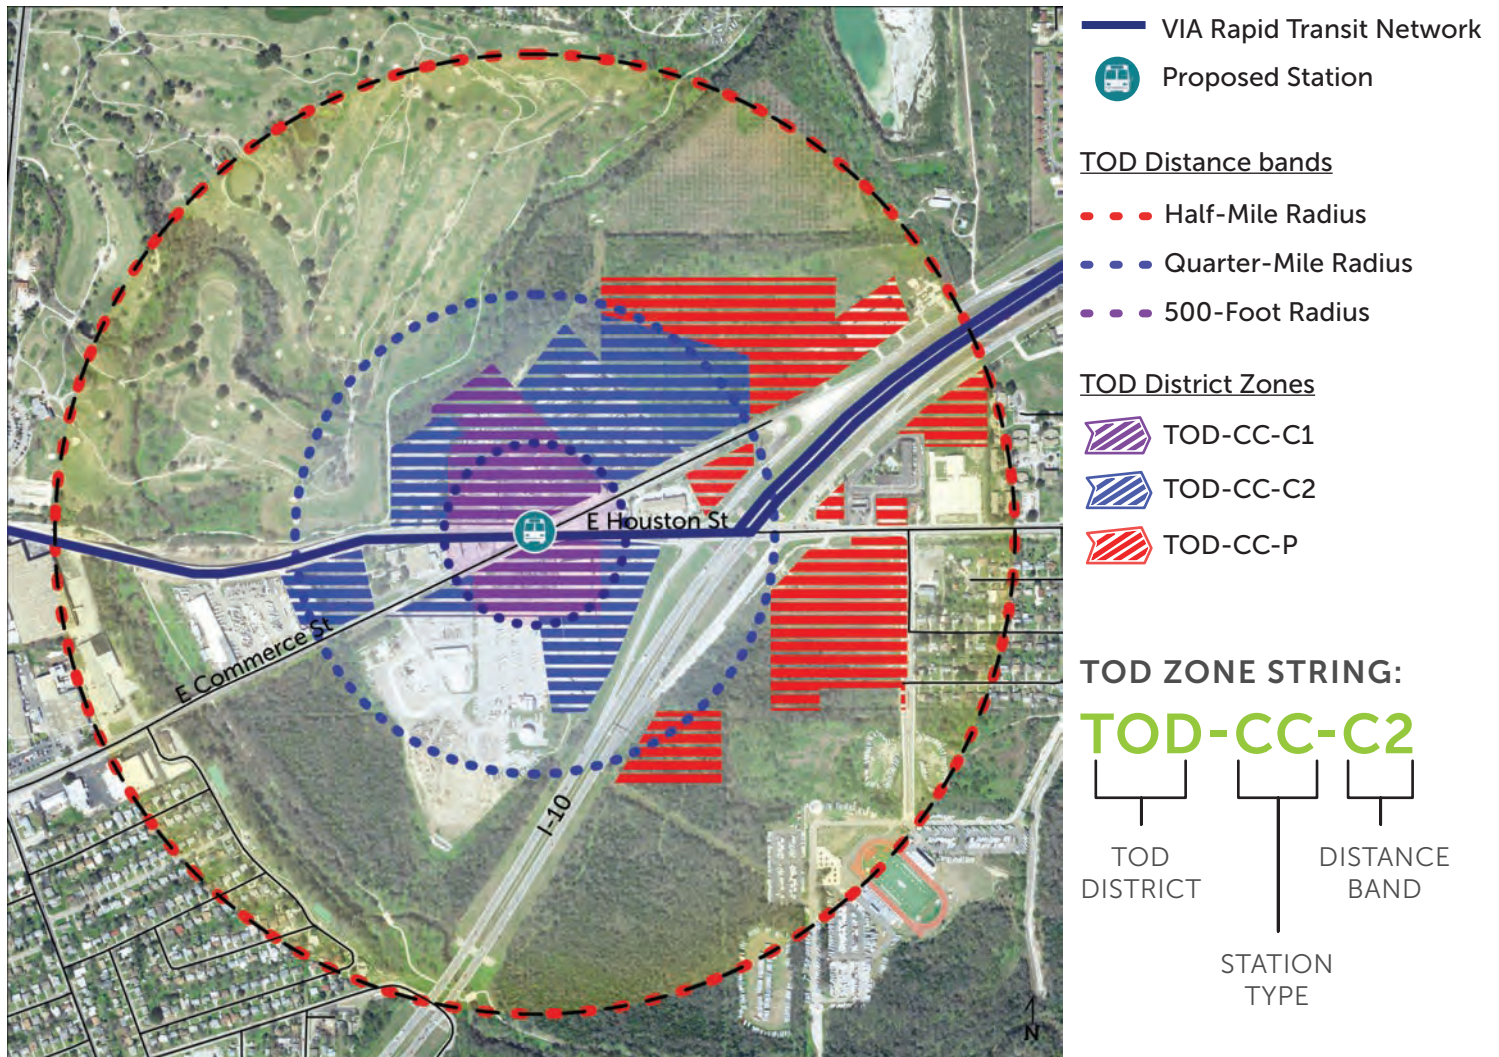 VIA Rapid Transit Network
Proposed Station
TOD Distance bands
Half-Mile Radius
Quarter-Mile Radius
500-Foot Radius
TOD District Zones
TOD-CC-C1
TOD-CC-C2
TOD-CC-P
E Houston St
E Commerce St
I-10
N
TOD ZONE STRING:
TOD-CC-C2
TOD
DISTRICT
DISTANCE
BAND
STATION
TYPE